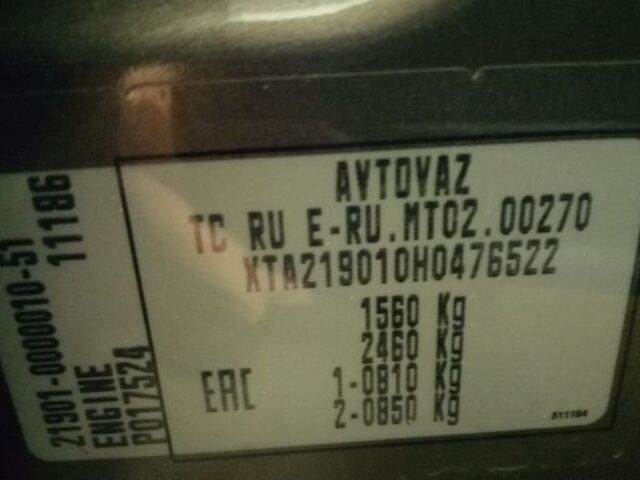 AVTOVAZ
TC RU E-RU.MT02.00270
XTA219010H0476522
1560 Kg
2460 Kg
1-0810 Kg
2-0850 Kg
EAC
511184
21901-0000010-51
ENGINE 11186
P017524